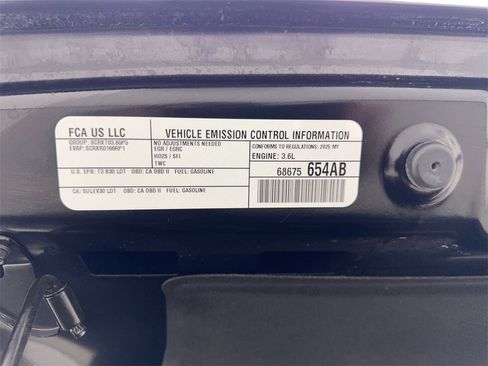 FCA US LLC
VEHICLE EMISSION CONTROL INFORMATION
GROUP: SCRXT03.65P5
EVAP: SCRXR0166RP1
NO ADJUSTMENTS NEEDED
EGR / EGRC
HO2S / SFI
TWC
CONFORMS TO REGULATIONS: 2025 MY
ENGINE: 3.6L
68675 654AB
U.S. EPA: T3 B30 LDT OBD: CA OBD II FUEL: GASOLINE
CA: SULEV30 LDT OBD: CA OBD II FUEL: GASOLINE